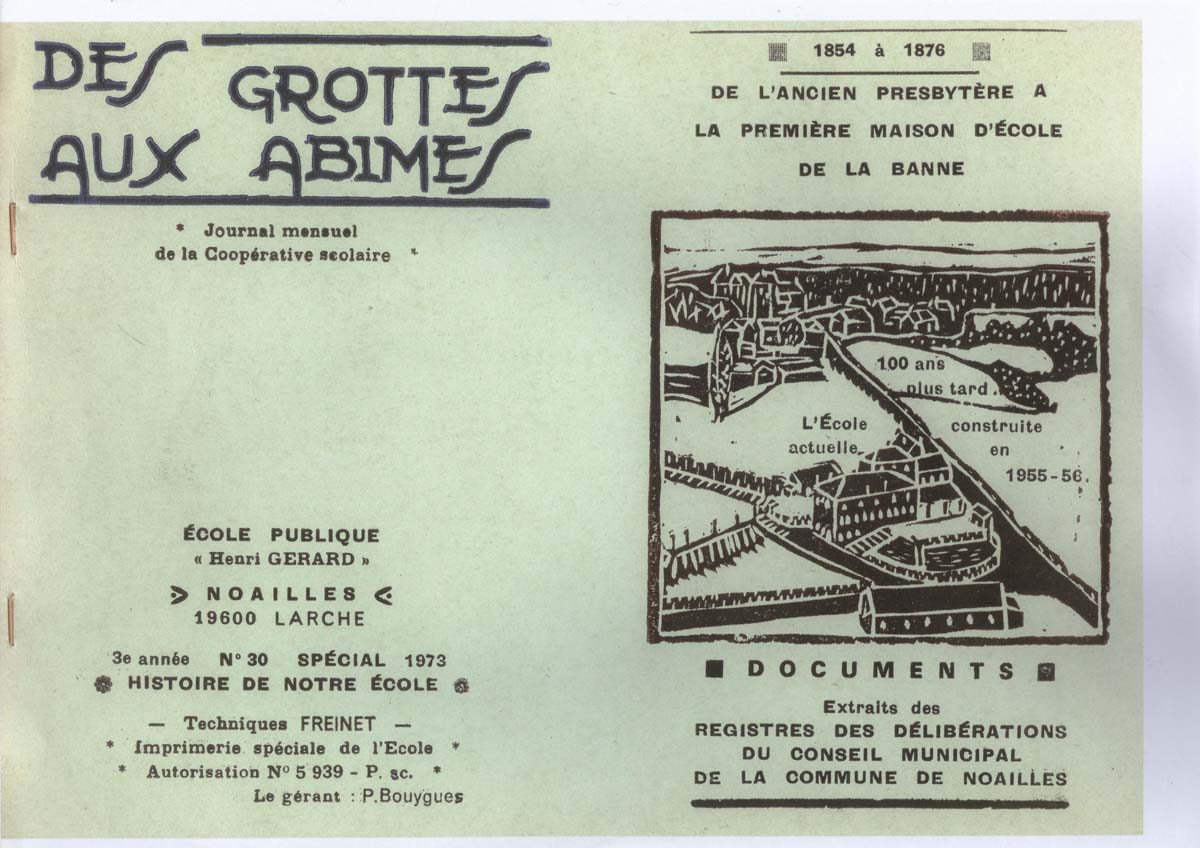 DES GROTTES
AUX ABIMES
* Journal mensuel
de la Coopérative scolaire *
ÉCOLE PUBLIQUE
« Henri GERARD »
NOAILLES
19600 LARCHE
3e année N° 30 SPÉCIAL 1973
HISTOIRE DE NOTRE ÉCOLE
— Techniques FREINET —
* Imprimerie spéciale de l'Ecole *
* Autorisation N° 5 939 - P. sc. *
Le gérant : P.Bouygues
1854 à 1876
DE L'ANCIEN PRESBYTÈRE A
LA PREMIÈRE MAISON D'ÉCOLE
DE LA BANNE
100 ans
plus tard
L'École
actuelle
construite
en
1955-56.
DOCUMENTS
Extraits des
REGISTRES DES DÉLIBÉRATIONS
DU CONSEIL MUNICIPAL
DE LA COMMUNE DE NOAILLES